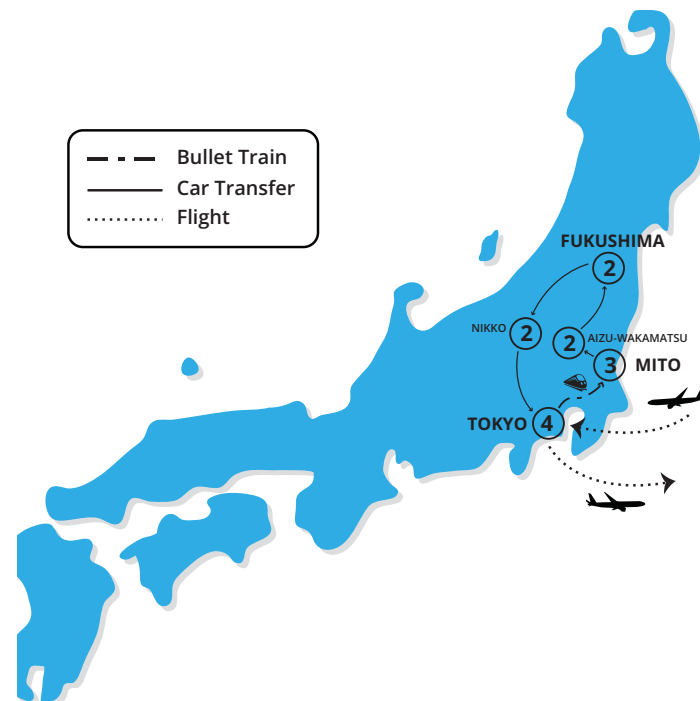 Bullet Train
Car Transfer
Flight
FUKUSHIMA
2
NIKKO
2
2
AIZU-WAKAMATSU
3
MITO
TOKYO
4